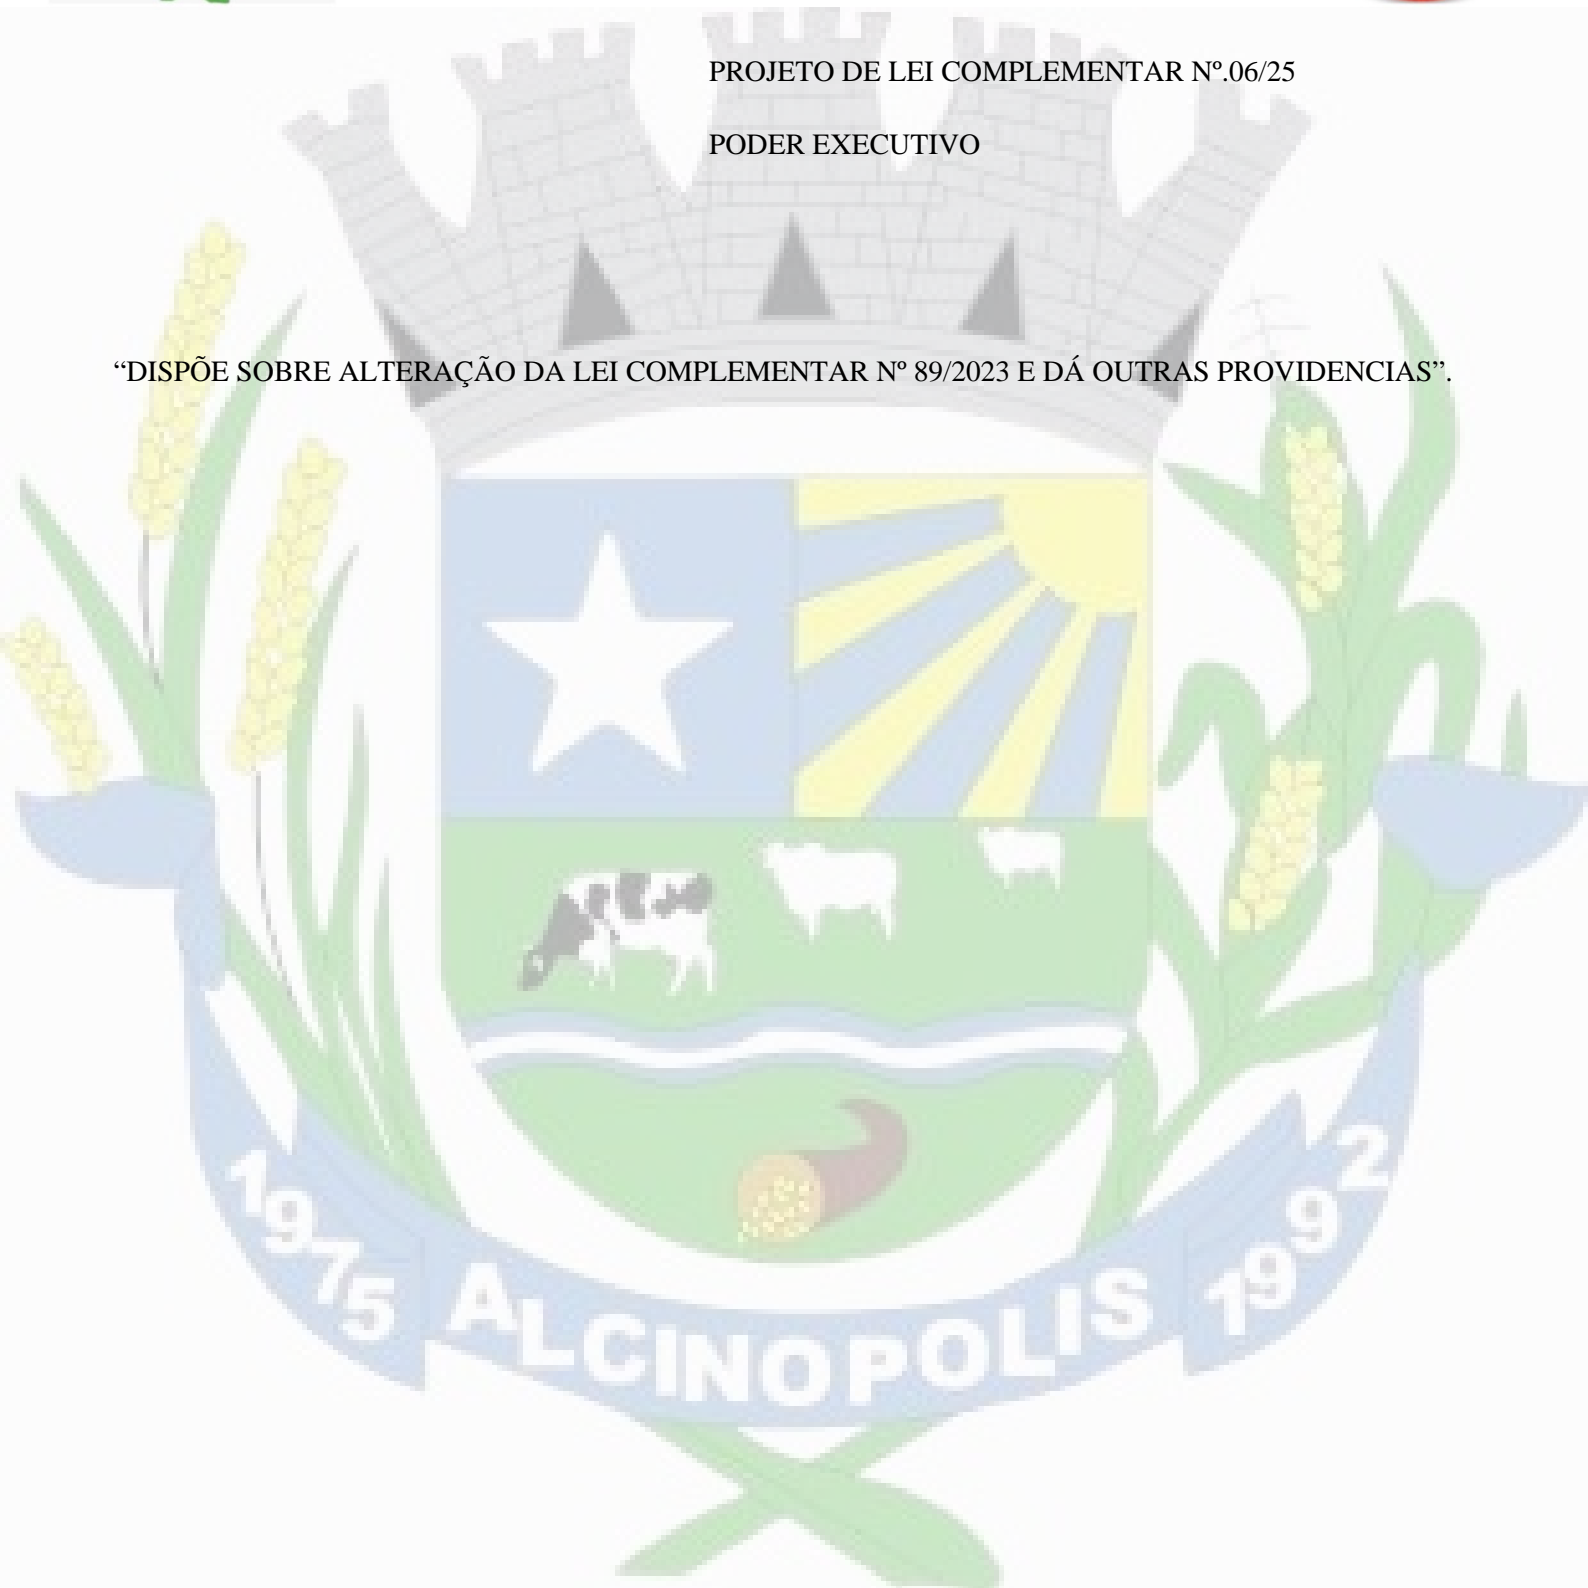 PROJETO DE LEI COMPLEMENTAR Nº.06/25
PODER EXECUTIVO
“DISPÕE SOBRE ALTERAÇÃO DA LEI COMPLEMENTAR Nº 89/2023 E DÁ OUTRAS PROVIDENCIAS”.
1975 ALCINOPOLIS 1992